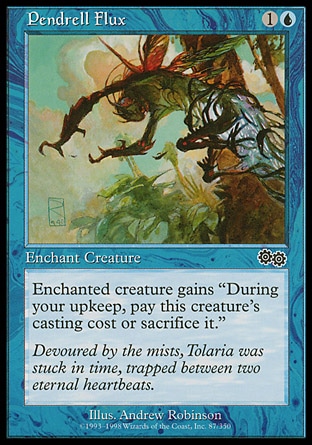 Pendrell Flux 1
Enchant Creature
Enchanted creature gains “During
your upkeep, pay this creature's
casting cost or sacrifice it.”
Devoured by the mists, Tolaria was
stuck in time, trapped between two
eternal heartbeats.
Illus. Andrew Robinson
©1993-1998 Wizards of the Coast, Inc. 87/350